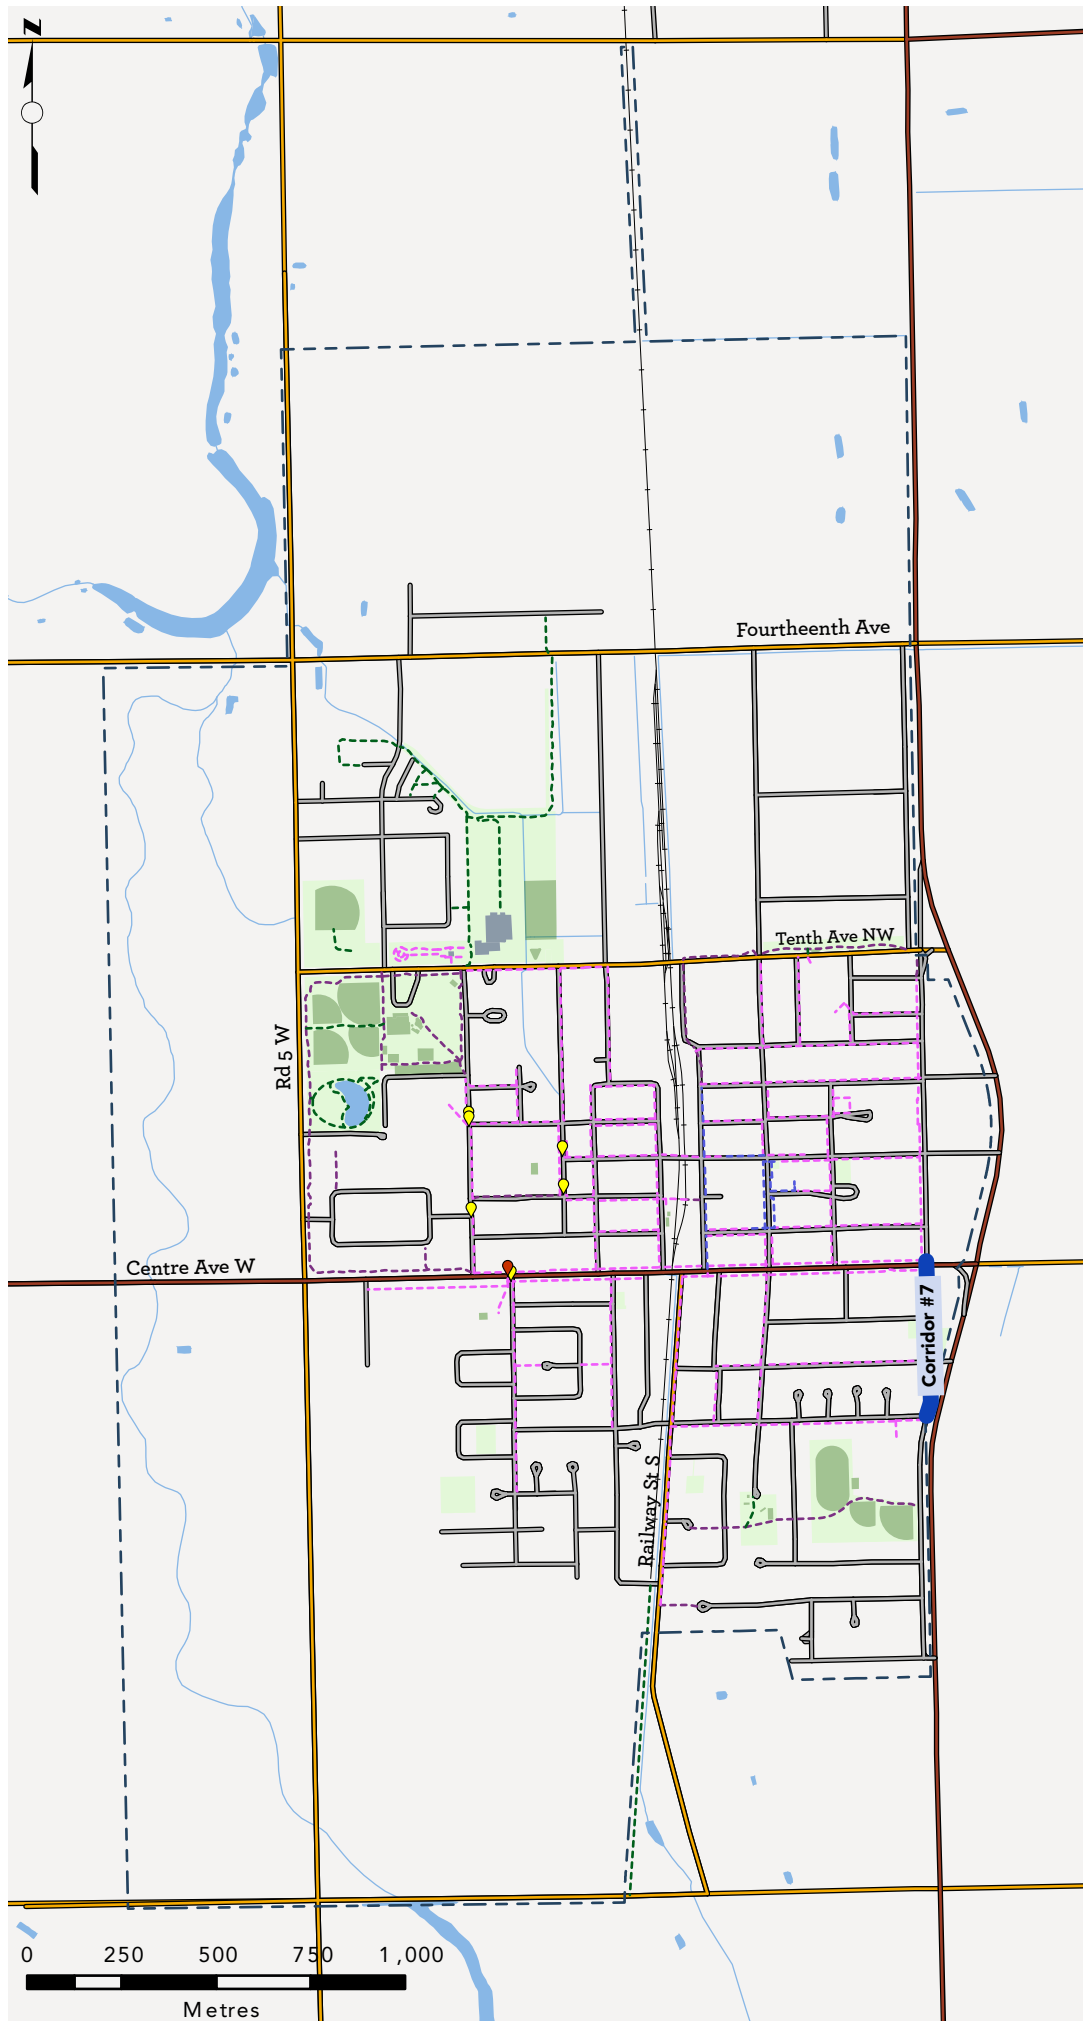 N
Fourtheenth Ave
Tenth Ave NW
Rd 5 W
Centre Ave W
Corridor #7
Railway St S
0 250 500 750 1,000
Metres